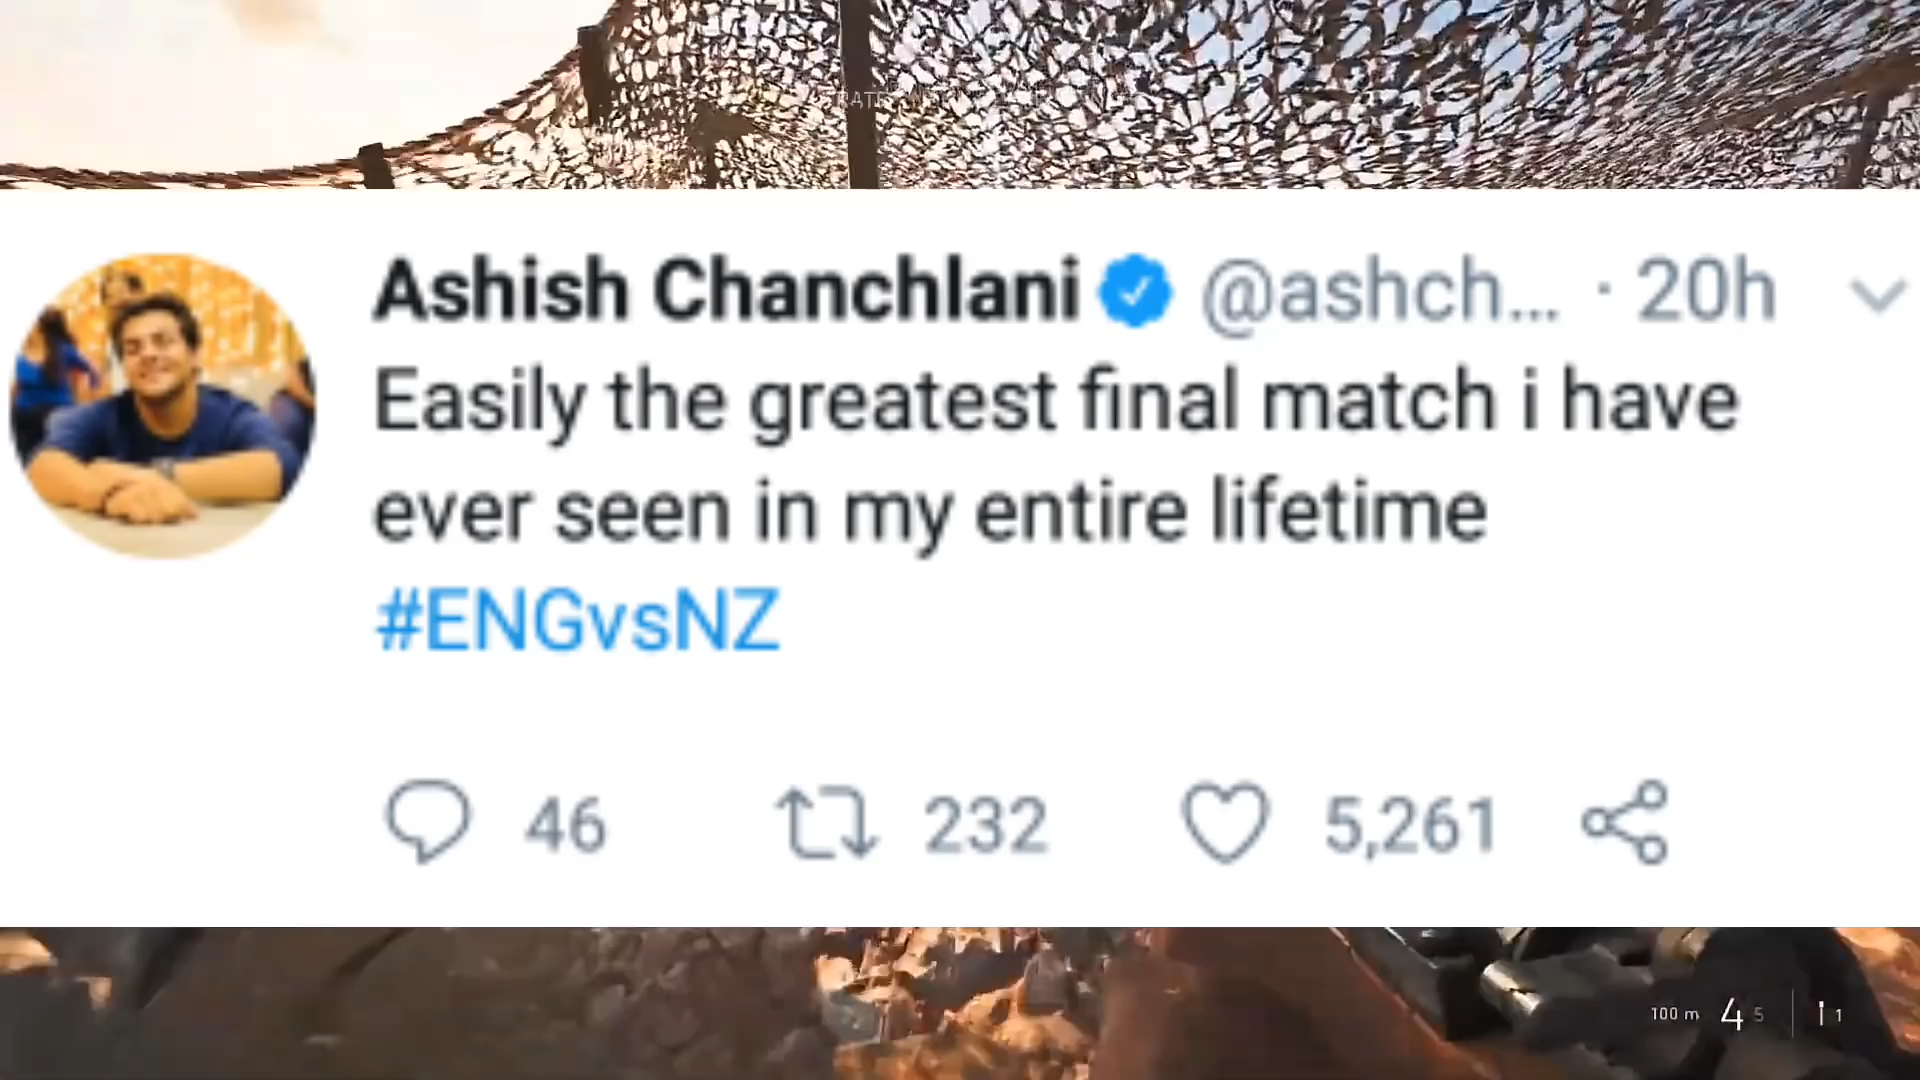 Ashish Chanchlani @ashch... · 20h
Easily the greatest final match i have
ever seen in my entire lifetime
#ENGvsNZ
46 232 5,261
100 m 4 5 1